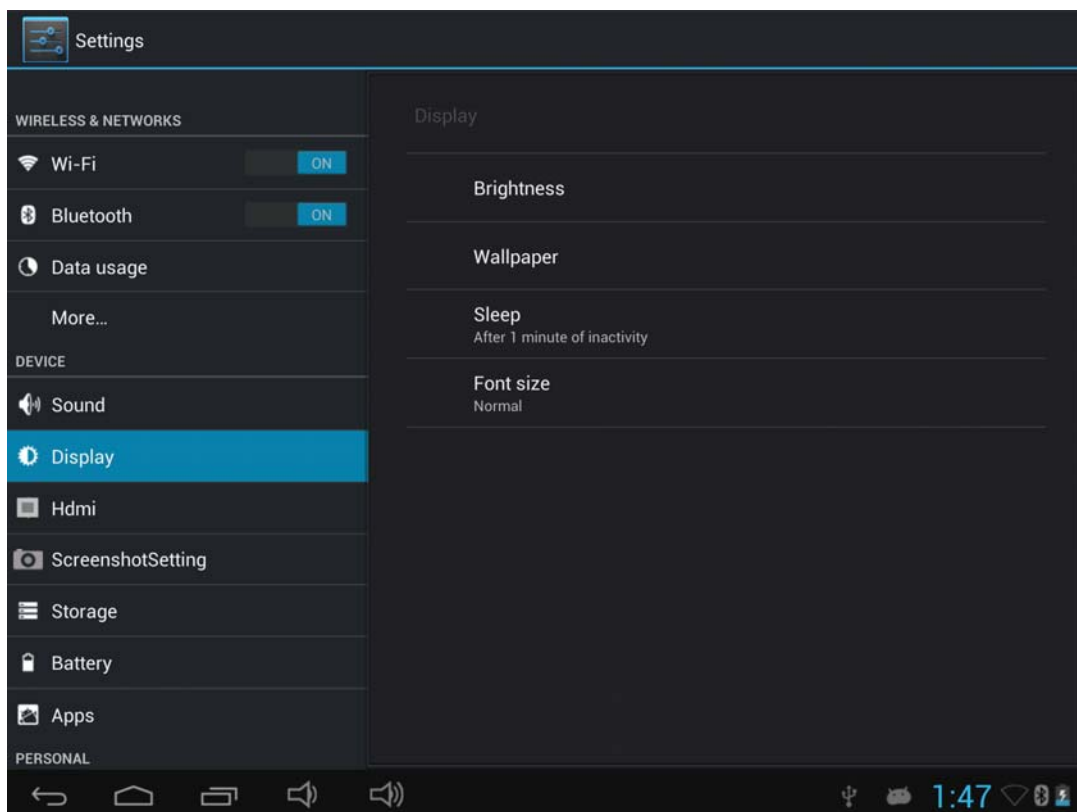 Settings
WIRELESS & NETWORKS
Wi-Fi ON
Bluetooth ON
Data usage
More...
DEVICE
Sound
Display
Hdmi
ScreenshotSetting
Storage
Battery
Apps
PERSONAL
Display
Brightness
Wallpaper
Sleep
After 1 minute of inactivity
Font size
Normal
1:47